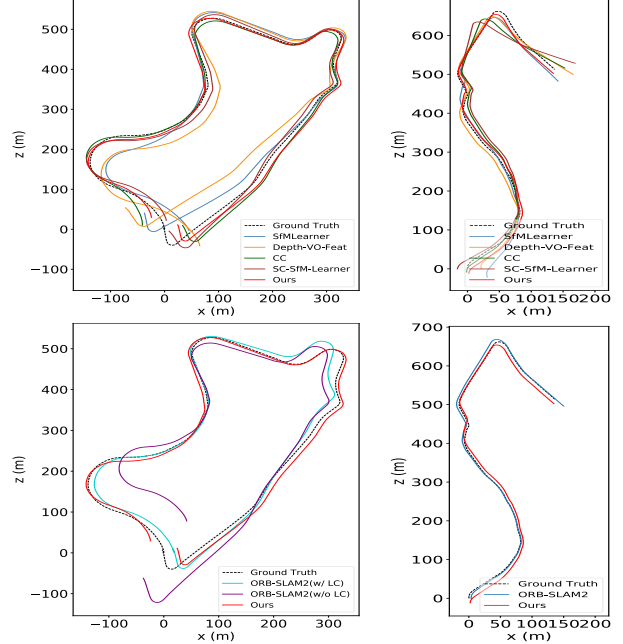 500
400
300
200
100
0
−100
z (m)
−100 0 100 200 300
x (m)
Ground Truth
SfMLearner
Depth-VO-Feat
CC
SC-SfM-Learner
Ours
600
500
400
300
200
100
0
z (m)
0 50 100 150 200
x (m)
Ground Truth
SfMLearner
Depth-VO-Feat
CC
SC-SfM-Learner
Ours
500
400
300
200
100
0
−100
z (m)
−100 0 100 200 300
x (m)
Ground Truth
ORB-SLAM2(w/ LC)
ORB-SLAM2(w/o LC)
Ours
700
600
500
400
300
200
100
0
z (m)
0 50 100 150 200
x (m)
Ground Truth
ORB-SLAM2
Ours